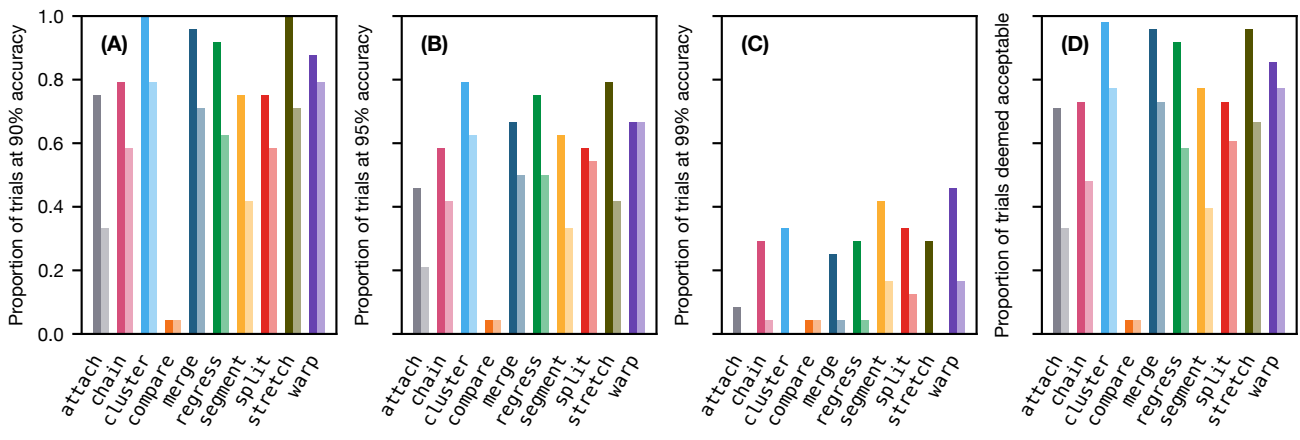 (A)
Proportion of trials at 90% accuracy
1.0
0.8
0.6
0.4
0.2
0.0
attach
chain
cluster
compare
merge
regress
segment
split
stretch
warp
(B)
Proportion of trials at 95% accuracy
attach
chain
cluster
compare
merge
regress
segment
split
stretch
warp
(C)
Proportion of trials at 99% accuracy
attach
chain
cluster
compare
merge
regress
segment
split
stretch
warp
(D)
Proportion of trials deemed acceptable
attach
chain
cluster
compare
merge
regress
segment
split
stretch
warp